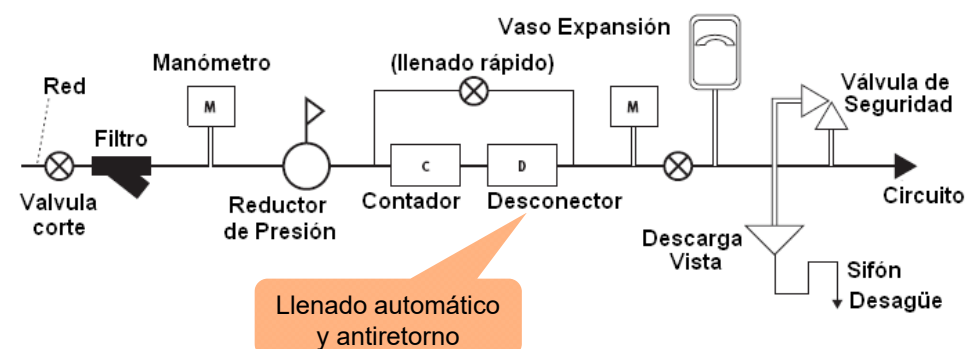 Vaso Expansión
Manómetro
(llenado rápido)
Red
Válvula de
Seguridad
M
M
Filtro
C
D
Valvula
corte
Reductor
de Presión
Contador
Desconector
Circuito
Descarga
Vista
Sifón
Desagüe
Llenado automático
y antiretorno